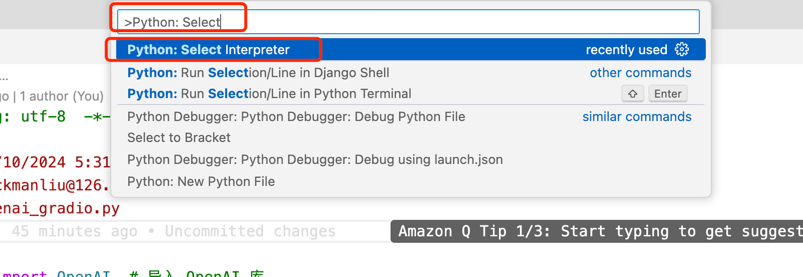 >Python: Select
Python: Select Interpreter recently used
... Python: Run Selection/Line in Django Shell other commands
go | 1 author (You) Python: Run Selection/Line in Python Terminal Enter
g: utf-8 -*- Python Debugger: Python Debugger: Debug Python File similar commands
Select to Bracket
/10/2024 5:31 Python Debugger: Python Debugger: Debug using launch.json
ckmanliu@126. Python: New Python File
enai_gradio.py
45 minutes ago • Uncommitted changes Amazon Q Tip 1/3: Start typing to get suggest
import OpenAI # 导入 OpenAI 库